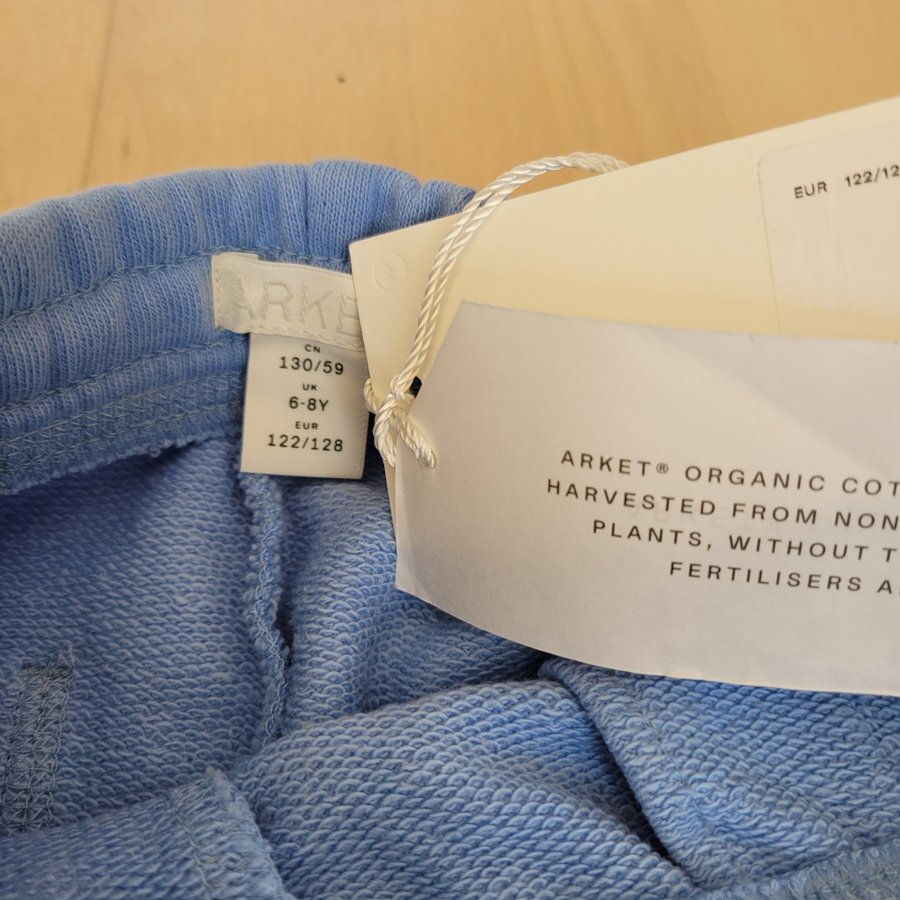 EUR 122/12
ARKE
CN
130/59
UK
6-8Y
EUR
122/128
ARKET® ORGANIC COT
HARVESTED FROM NON
PLANTS, WITHOUT T
FERTILISERS A